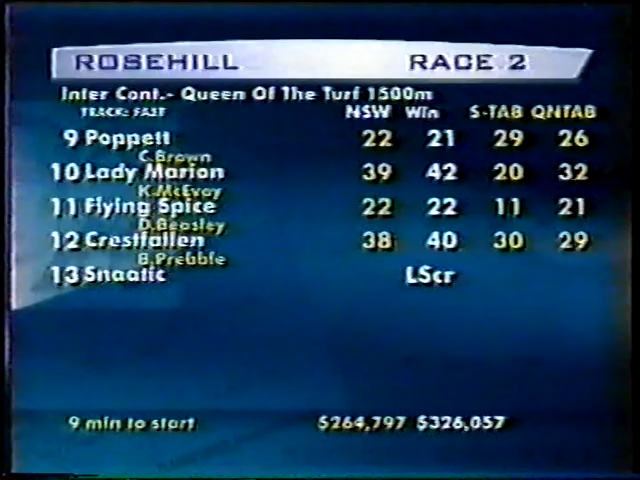 ROSEHILL RACE 2
Inter Cont.- Queen Of The Turf 1500m
TRACK: FAST NSW Win S-TAB QNTAB
9 Poppett 22 21 29 26
C.Brown
10 Lady Marion 39 42 20 32
K.McEvoy
11 Flying Spice 22 22 11 21
D.Beasley
12 Crestfallen 38 40 30 29
B.Prebble
13 Snaafic LScr
9 min to start $264,797 $326,057